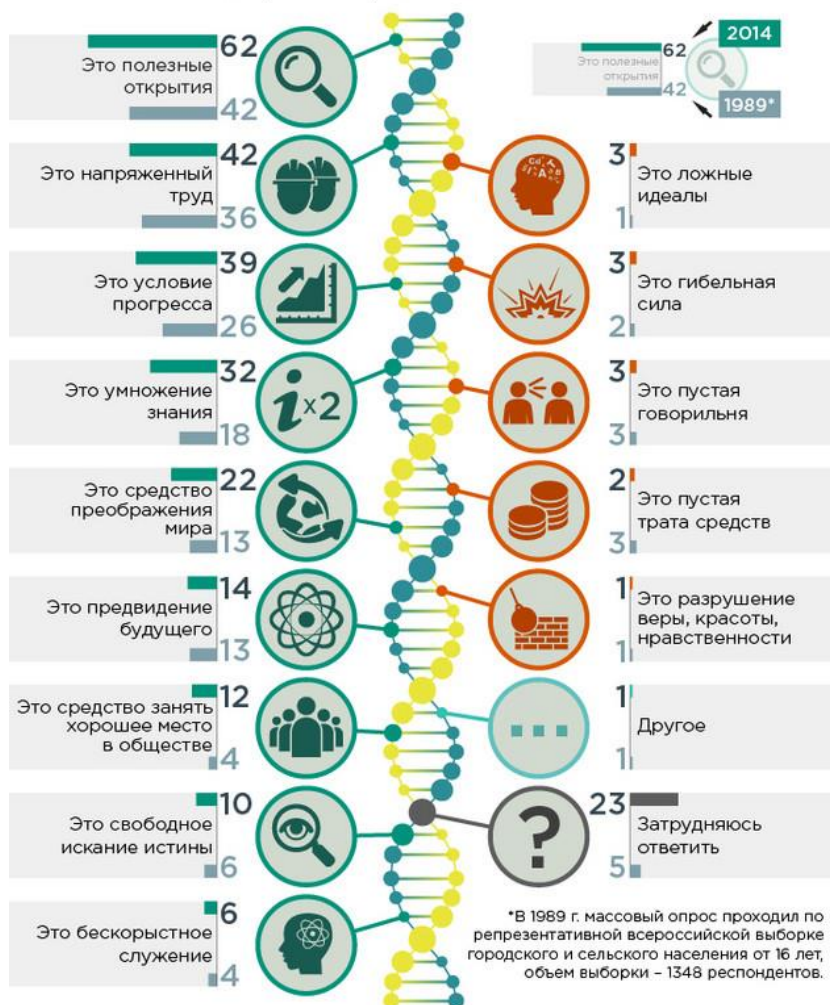 62
Это полезные
открытия
42
2014
62
Это полезные
открытия
42
1989*
42
Это напряженный
труд
36
3
Это ложные
идеалы
1
39
Это условие
прогресса
26
3
Это гибельная
сила
2
32
Это умножение
знания
18
i x2
3
Это пустая
говорильня
3
22
Это средство
преображения
мира
13
2
Это пустая
трата средств
3
14
Это предвидение
будущего
13
1
Это разрушение
веры, красоты,
нравственности
1
12
Это средство занять
хорошее место
в обществе
4
...
1
Другое
1
10
Это свободное
искание истины
6
?
23
Затрудняюсь
ответить
5
6
Это бескорыстное
служение
4
*В 1989 г. массовый опрос проходил по
репрезентативной всероссийской выборке
городского и сельского населения от 16 лет,
объем выборки – 1348 респондентов.